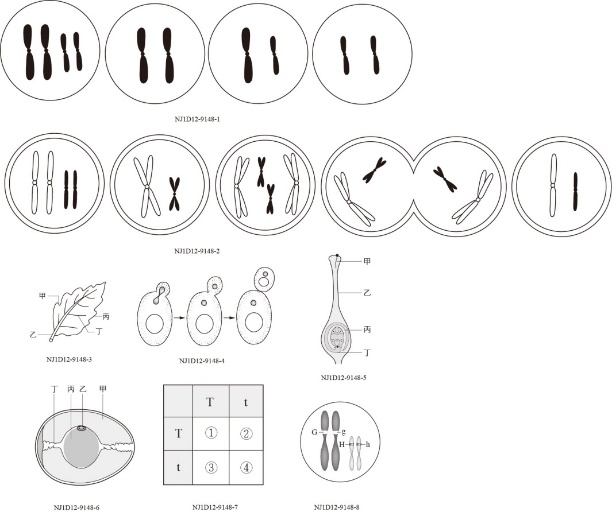 NJ1D12-9148-1
NJ1D12-9148-2
甲
乙
丙
丁
NJ1D12-9148-3
NJ1D12-9148-4
甲
乙
丙
丁
NJ1D12-9148-5
丁 丙 乙 甲
NJ1D12-9148-6
T t
T ① ②
t ③ ④
NJ1D12-9148-7
G g
H h
NJ1D12-9148-8